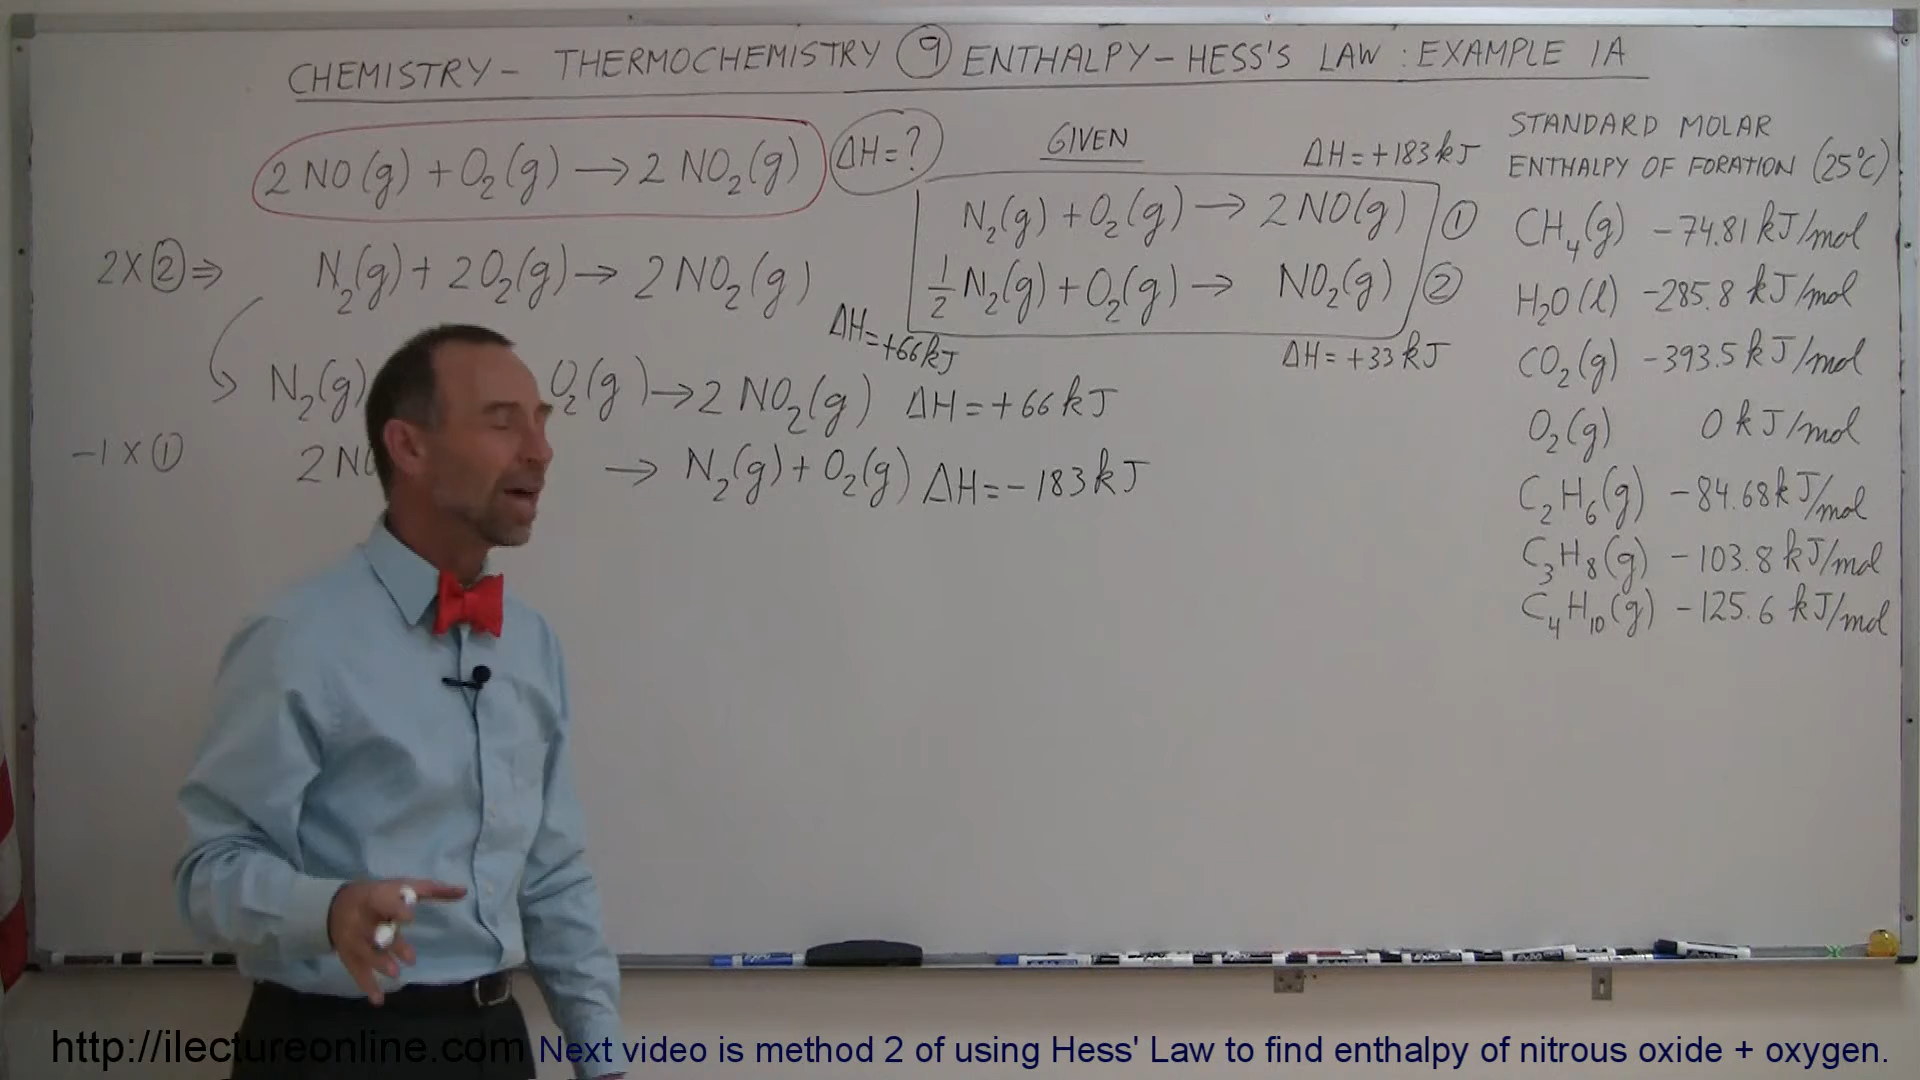 CHEMISTRY - THERMOCHEMISTRY 9 ENTHALPY - HESS'S LAW : EXAMPLE 1A
2 NO(g) + O₂(g) → 2 NO₂(g) ΔH = ?
2 X ② ⇒ N₂(g) + 2O₂(g) → 2 NO₂(g)
ΔH = +66 kJ
N₂(g) O₂(g) → 2 NO₂(g) ΔH = +66 kJ
-1 X ① 2 NO → N₂(g) + O₂(g) ΔH = -183 kJ
GIVEN
ΔH = +183 kJ
N₂(g) + O₂(g) → 2 NO(g) ①
½ N₂(g) + O₂(g) → NO₂(g) ②
ΔH = +33 kJ
STANDARD MOLAR
ENTHALPY OF FORATION (25°C)
CH₄(g) -74.81 kJ/mol
H₂O(l) -285.8 kJ/mol
CO₂(g) -393.5 kJ/mol
O₂(g) 0 kJ/mol
C₂H₆(g) -84.68 kJ/mol
C₃H₈(g) -103.8 kJ/mol
C₄H₁₀(g) -125.6 kJ/mol
http://ilectureonline.com Next video is method 2 of using Hess' Law to find enthalpy of nitrous oxide + oxygen.